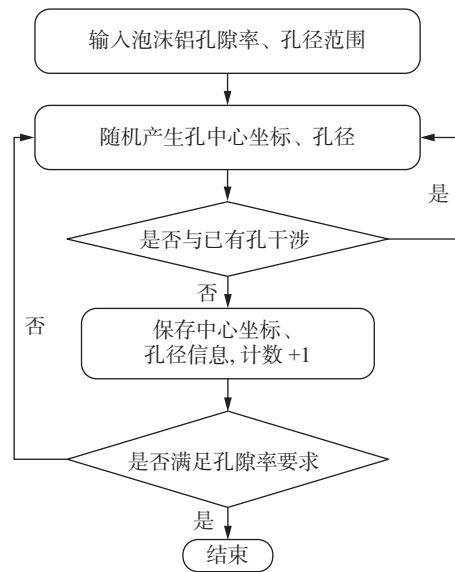 输入泡沫铝孔隙率、孔径范围
随机产生孔中心坐标、孔径
是
是否与已有孔干涉
否
保存中心坐标、
孔径信息, 计数 +1
否
是否满足孔隙率要求
是
结束